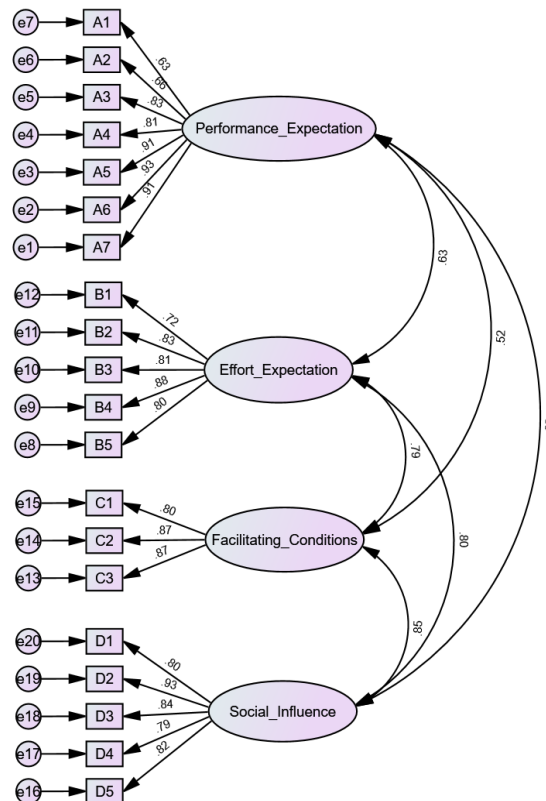 e7 A1
.63
e6 A2
.66
e5 A3
.83
Performance_Expectation
e4 A4
.81
e3 A5
.91
e2 A6
.93
e1 A7
.91
.63
.52
e12 B1
.72
e11 B2
.83
e10 B3
.81
Effort_Expectation
e9 B4
.88
e8 B5
.80
.79
e15 C1
.80
e14 C2
.87
Facilitating_Conditions
e13 C3
.87
.80
.85
e20 D1
.80
e19 D2
.93
e18 D3
.84
Social_Influence
e17 D4
.79
e16 D5
.82